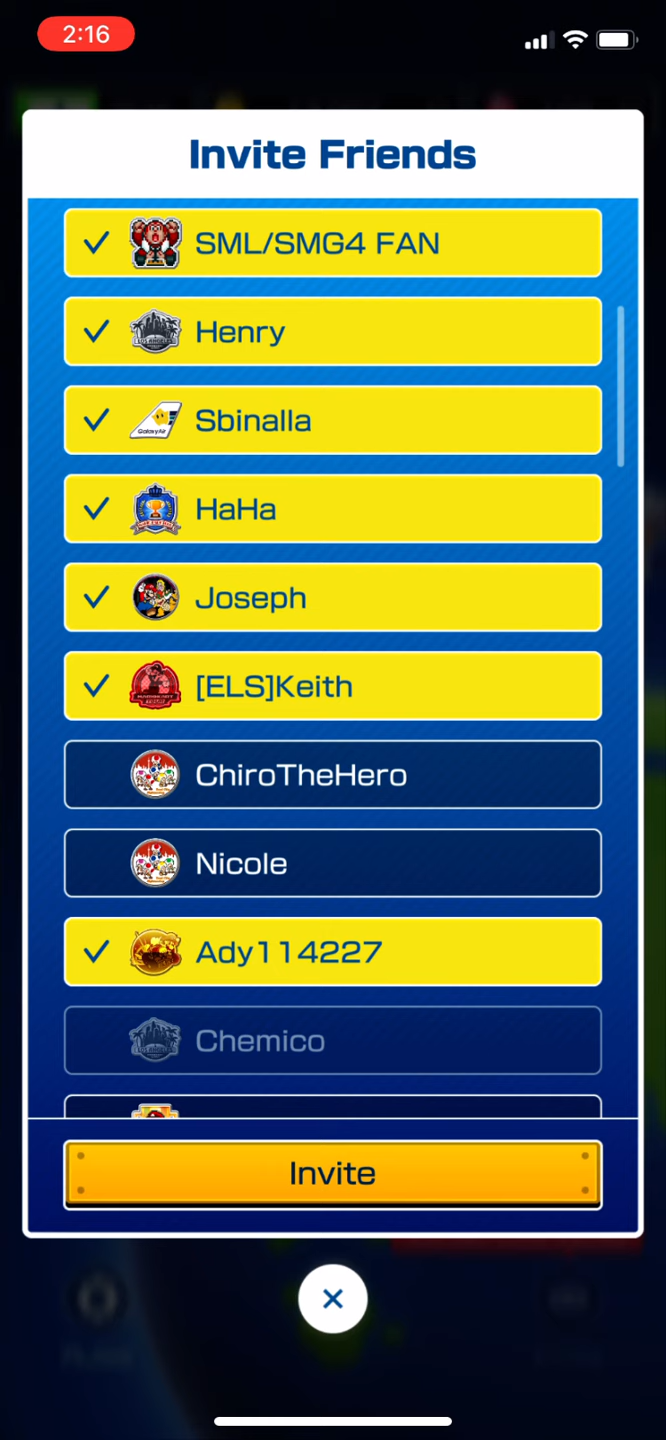 2:16
Invite Friends
SML/SMG4 FAN
Henry
Sbinalla
HaHa
Joseph
[ELS]Keith
ChiroTheHero
Nicole
Ady114227
Chemico
Invite